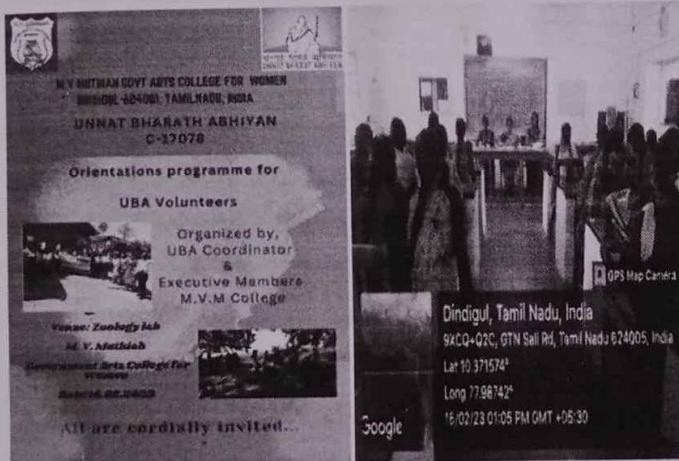 M.V MUTHIAH GOVT ARTS COLLEGE FOR WOMEN
DINDIGUL-624001, TAMILNADU, INDIA
UNNAT BHARATH ABHIYAN
C-17078
Orientations programme for
UBA Volunteers
Organized by,
UBA Coordinator
&
Executive Members
M.V.M College
Venue: Zoology lab
M. V. Muthiah
Government Arts College for
Women
All are cordially invited...
GPS Map Camera
Dindigul, Tamil Nadu, India
9XCQ+Q2C, GTN Sali Rd, Tamil Nadu 624005, India
Lat 10.371574°
Long 77.98742°
16/02/23 01:05 PM GMT +05:30
Google